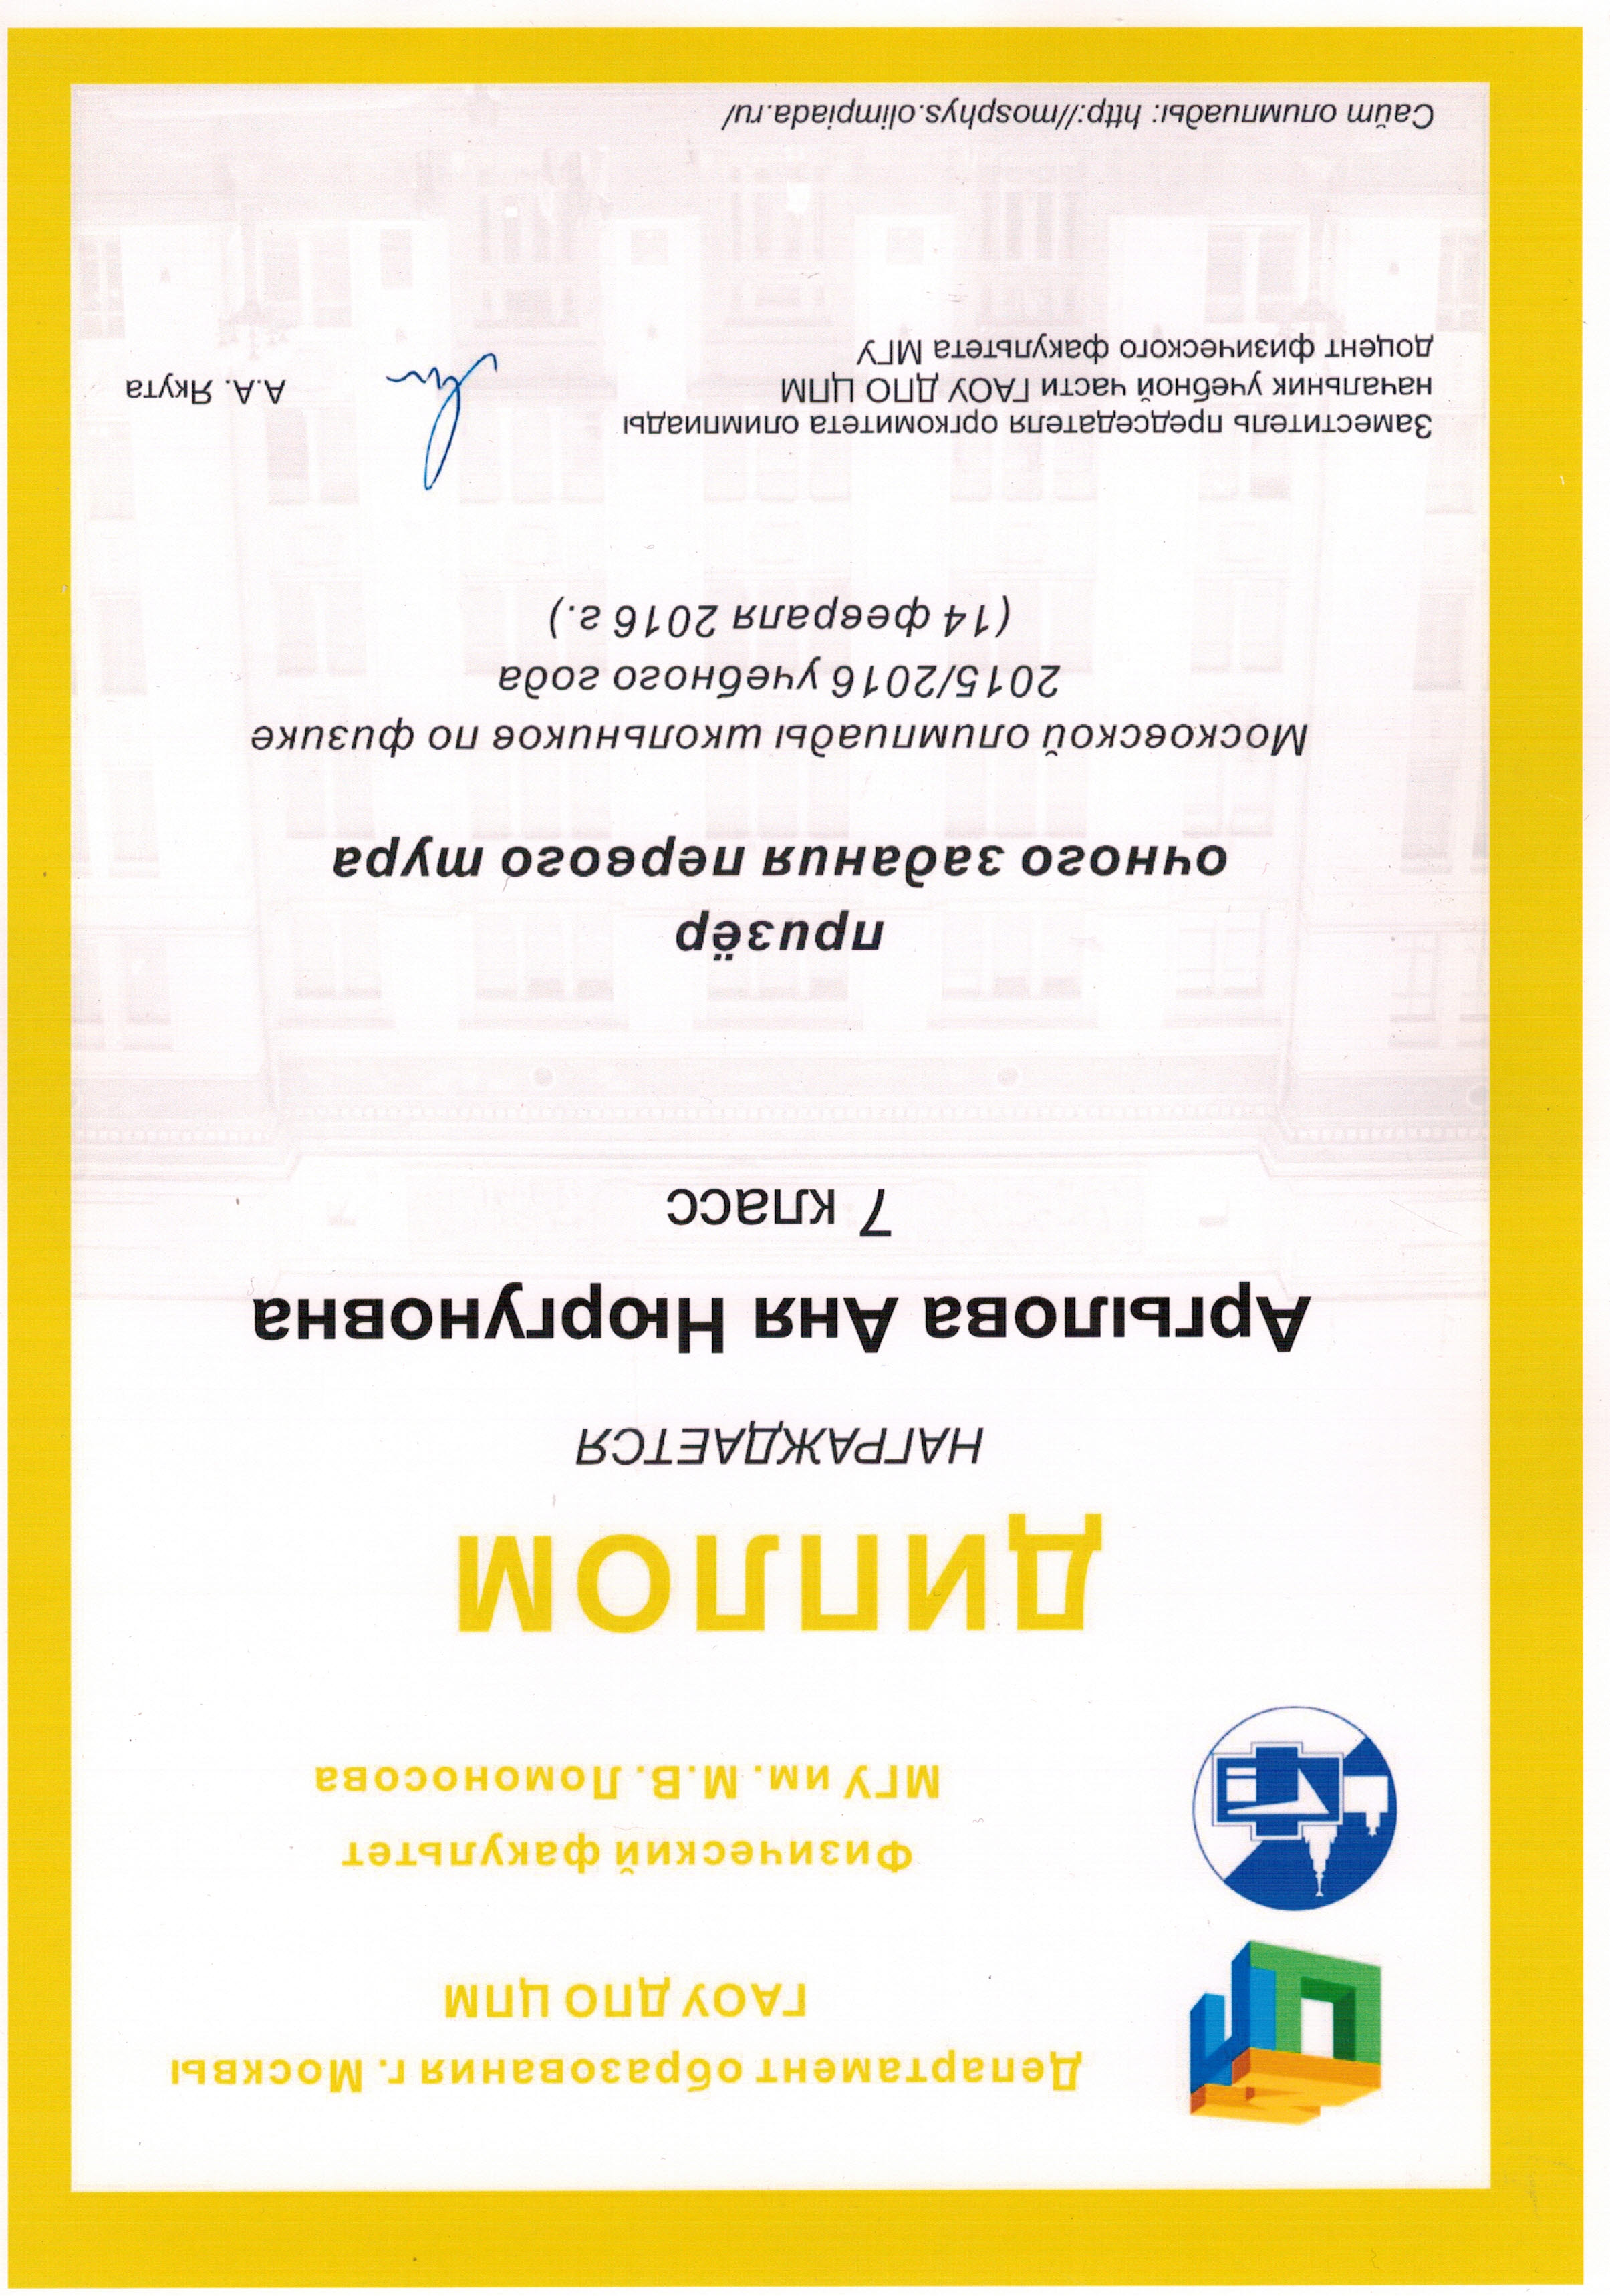 Департамент образования г. Москвы
ГАОУ ДПО ЦПМ
Физический факультет
МГУ им. М.В. Ломоносова
ДИПЛОМ
НАГРАЖДАЕТСЯ
Аргылова Аня Нюргуновна
7 класс
призёр
очного задания первого тура
Московской олимпиады школьников по физике
2015/2016 учебного года
(14 февраля 2016 г.)
Заместитель председателя оргкомитета олимпиады
начальник учебной части ГАОУ ДПО ЦПМ
доцент физического факультета МГУ
А.А. Якута
Сайт олимпиады: http://mosphys.olimpiada.ru/